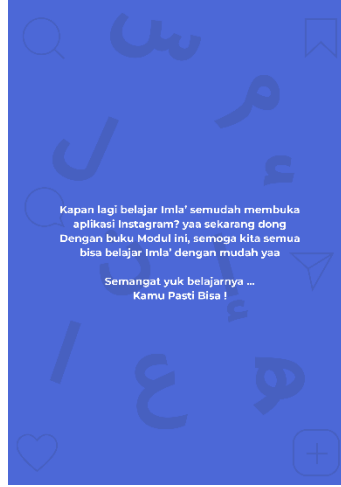 Kapan lagi belajar Imla' semudah membuka
aplikasi Instagram? yaa sekarang dong
Dengan buku Modul ini, semoga kita semua
bisa belajar Imla' dengan mudah yaa
Semangat yuk belajarnya ...
Kamu Pasti Bisa !
س
م
ل
ء
إ
ا
ع
ه